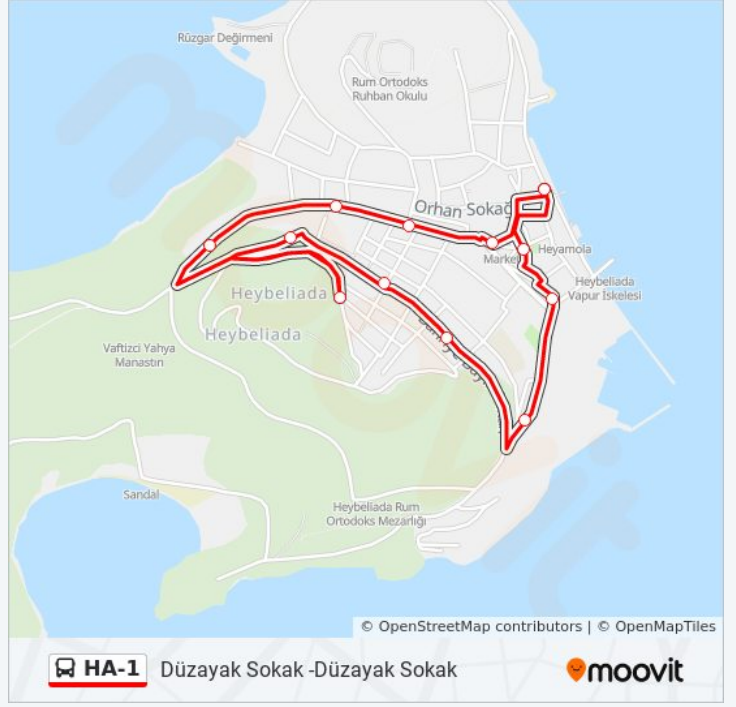 Rüzgar Değirmeni
Rum Ortodoks
Ruhban Okulu
Orhan Sokağ
Market
Heyamola
Heybeliada
Vapur İskelesi
Heybeliada
Heybeliada
Vaftizci Yahya
Manastırı
Sandal
Heybeliada Rum
Ortodoks Mezarlığı
© OpenStreetMap contributors | © OpenMapTiles
HA-1 Düzayak Sokak -Düzayak Sokak moovit